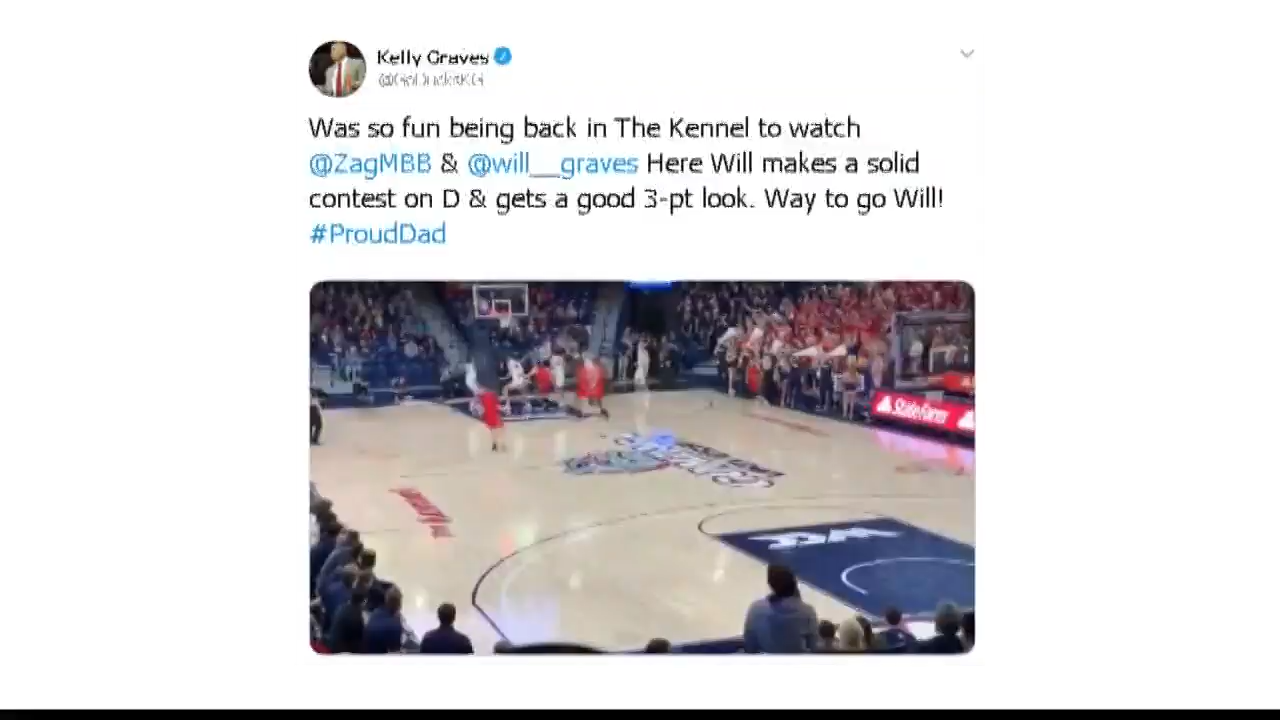 Kelly Graves
Was so fun being back in The Kennel to watch
@ZagMBB & @will__graves Here Will makes a solid
contest on D & gets a good 3-pt look. Way to go Will!
#ProudDad
State Farm